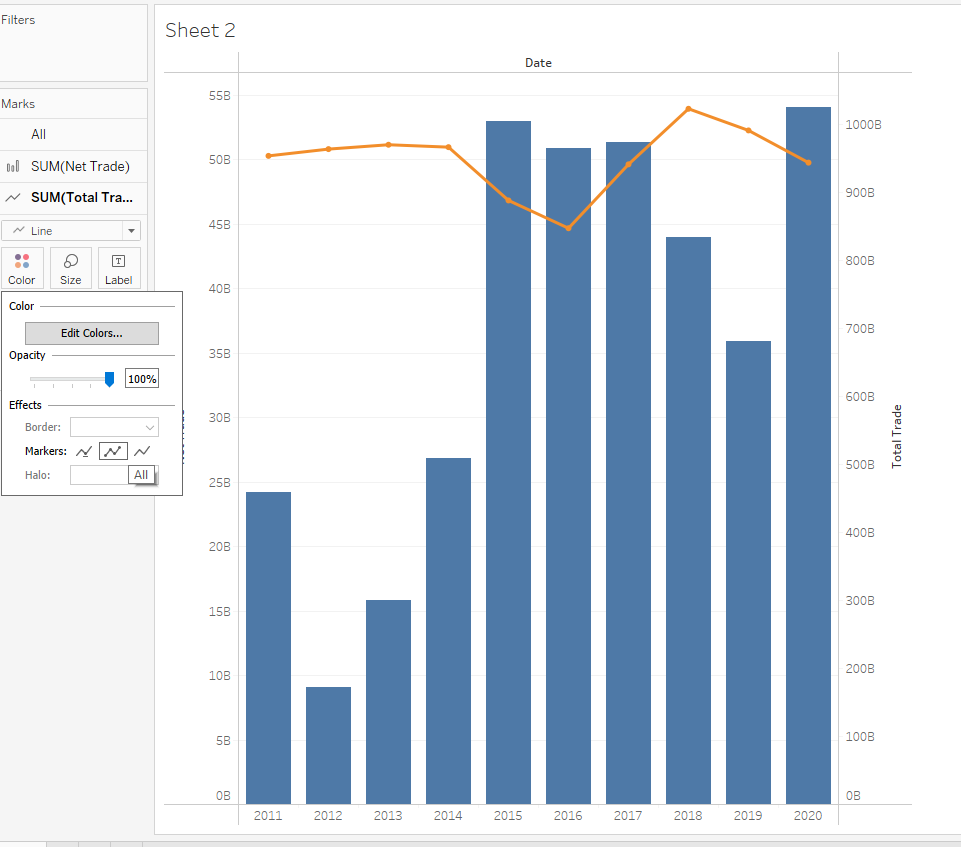 Filters
Marks
All
SUM(Net Trade)
SUM(Total Tra...
Line
Color Size Label
Color
Edit Colors...
Opacity
100%
Effects
Border:
Markers:
Halo:
All
Sheet 2
Date
55B
50B
45B
40B
35B
30B
25B
20B
15B
10B
5B
0B
1000B
900B
800B
700B
600B
500B
400B
300B
200B
100B
0B
Total Trade
2011 2012 2013 2014 2015 2016 2017 2018 2019 2020